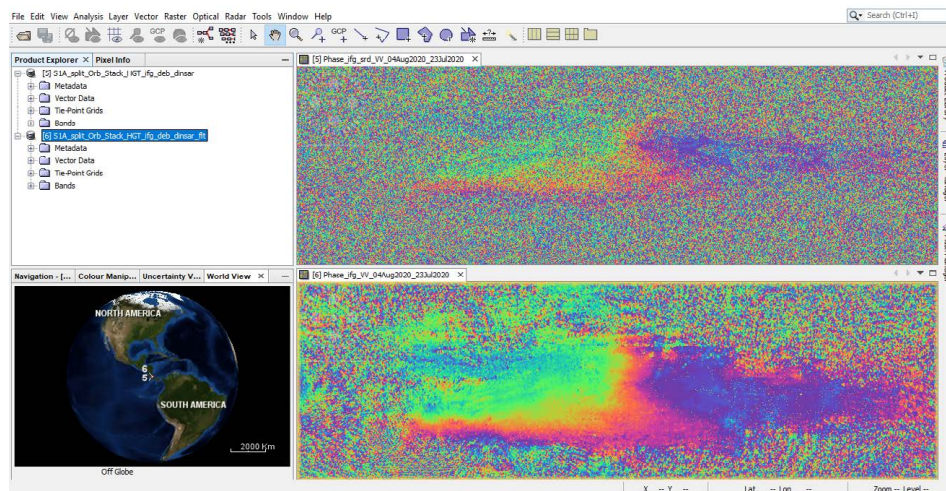 File Edit View Analysis Layer Vector Raster Optical Radar Tools Window Help
Search (Ctrl+I)
GCP GCP
Product Explorer × Pixel Info
[5] Phase_ifg_srd_VV_04Aug2020_23Jul2020 ×
[5] S1A_split_Orb_Stack_HGT_ifg_deb_dinsar
Metadata
Vector Data
Tie-Point Grids
Bands
[6] S1A_split_Orb_Stack_HGT_ifg_deb_dinsar_flt
Metadata
Vector Data
Tie-Point Grids
Bands
Navigation - [... Colour Manip... Uncertainty V... World View ×
[6] Phase_ifg_VV_04Aug2020_23Jul2020 ×
NORTH AMERICA
6
5
SOUTH AMERICA
2000 Km
Off Globe
X -- Y -- Lat -- Lon -- Zoom -- Level --